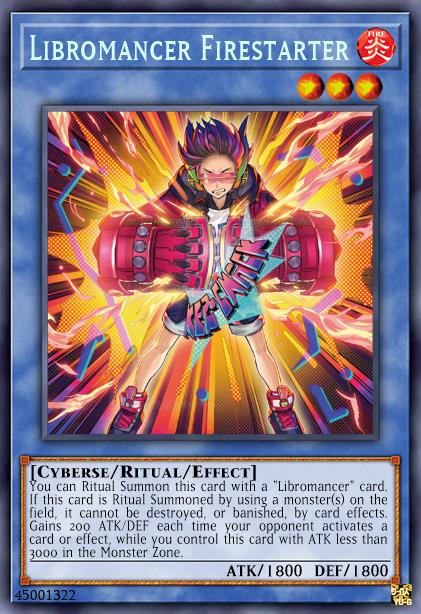 Libromancer Firestarter
FIRE
炎
KER-SMACK
[Cyberse/Ritual/Effect]
You can Ritual Summon this card with a "Libromancer" card.
If this card is Ritual Summoned by using a monster(s) on the
field, it cannot be destroyed, or banished, by card effects.
Gains 200 ATK/DEF each time your opponent activates a
card or effect, while you control this card with ATK less than
3000 in the Monster Zone.
ATK/1800 DEF/1800
45001322